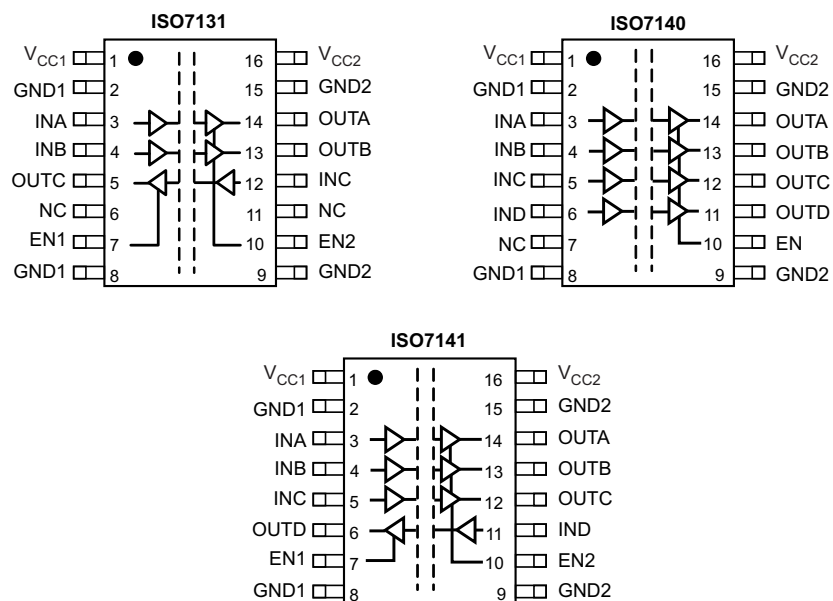 ISO7131
VCC1 1 16 VCC2
GND1 2 15 GND2
INA 3 14 OUTA
INB 4 13 OUTB
OUTC 5 12 INC
NC 6 11 NC
EN1 7 10 EN2
GND1 8 9 GND2
ISO7140
VCC1 1 16 VCC2
GND1 2 15 GND2
INA 3 14 OUTA
INB 4 13 OUTB
INC 5 12 OUTC
IND 6 11 OUTD
NC 7 10 EN
GND1 8 9 GND2
ISO7141
VCC1 1 16 VCC2
GND1 2 15 GND2
INA 3 14 OUTA
INB 4 13 OUTB
INC 5 12 OUTC
OUTD 6 11 IND
EN1 7 10 EN2
GND1 8 9 GND2